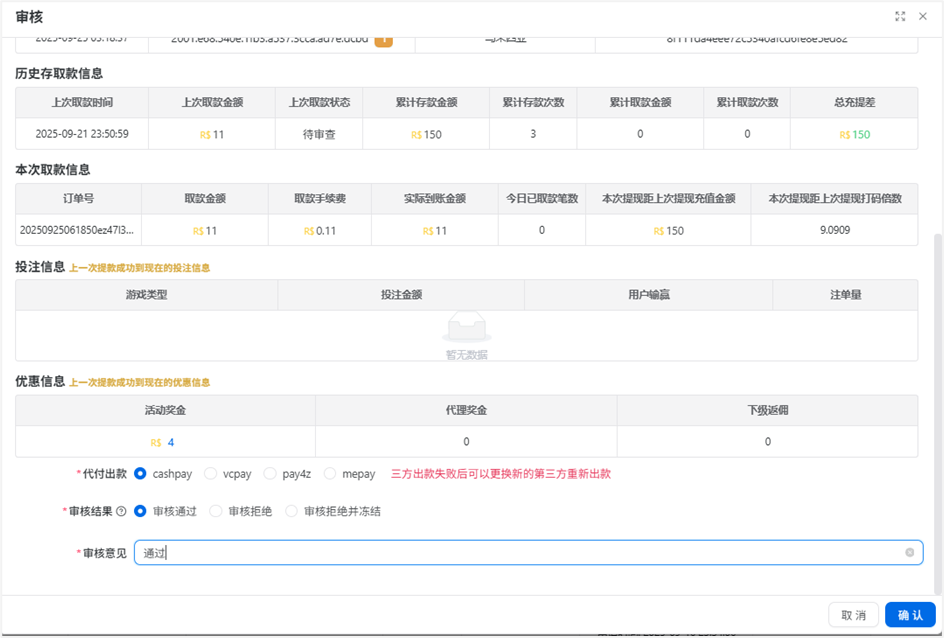 审核
历史存取款信息
上次取款时间 上次取款金额 上次取款状态 累计存款金额 累计存款次数 累计取款金额 累计取款次数 总充提差
2025-09-21 23:50:59 R$ 11 待审查 R$ 150 3 0 0 R$ 150
本次取款信息
订单号 取款金额 取款手续费 实际到账金额 今日已取款笔数 本次提现距上次提现充值金额 本次提现距上次提现打码倍数
20250925061850ez47l3... R$ 11 R$ 0.11 R$ 11 0 R$ 150 9.0909
投注信息 上一次提款成功到现在的投注信息
游戏类型 投注金额 用户输赢 注单量
暂无数据
优惠信息 上一次提款成功到现在的优惠信息
活动奖金 代理奖金 下级返佣
R$ 4 0 0
*代付出款 cashpay vcpay pay4z mepay 三方出款失败后可以更换新的第三方重新出款
*审核结果 审核通过 审核拒绝 审核拒绝并冻结
*审核意见 通过
取 消 确 认